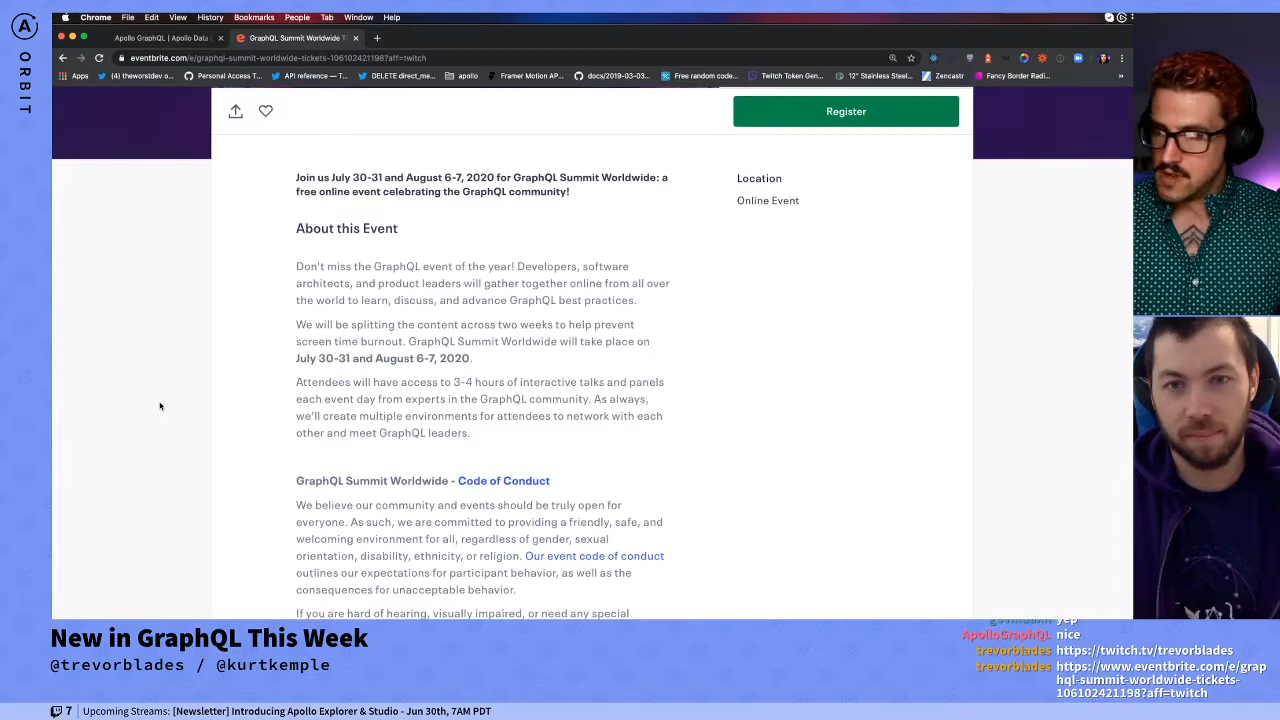 Chrome File Edit View History Bookmarks People Tab Window Help
Apollo GraphQL | Apollo Data ( GraphQL Summit Worldwide Ti
eventbrite.com/e/graphql-summit-worldwide-tickets-106102421198?aff=twitch
Apps (4) theworstdev o Personal Access T... API reference — T... DELETE direct_me... apollo Framer Motion AP... docs/2019-03-03... Free random code... Twitch Token Gen... 12" Stainless Steel... Zencastr Fancy Border Radi... »
ORBIT
Register
Join us July 30-31 and August 6-7, 2020 for GraphQL Summit Worldwide: a
free online event celebrating the GraphQL community!
Location
Online Event
About this Event
Don't miss the GraphQL event of the year! Developers, software
architects, and product leaders will gather together online from all over
the world to learn, discuss, and advance GraphQL best practices.
We will be splitting the content across two weeks to help prevent
screen time burnout. GraphQL Summit Worldwide will take place on
July 30-31 and August 6-7, 2020.
Attendees will have access to 3-4 hours of interactive talks and panels
each event day from experts in the GraphQL community. As always,
we'll create multiple environments for attendees to network with each
other and meet GraphQL leaders.
GraphQL Summit Worldwide - Code of Conduct
We believe our community and events should be truly open for
everyone. As such, we are committed to providing a friendly, safe, and
welcoming environment for all, regardless of gender, sexual
orientation, disability, ethnicity, or religion. Our event code of conduct
outlines our expectations for participant behavior, as well as the
consequences for unacceptable behavior.
If you are hard of hearing, visually impaired, or need any special
New in GraphQL This Week
@trevorblades / @kurtkemple
yep
ApolloGraphQL nice
trevorblades https://twitch.tv/trevorblades
trevorblades https://www.eventbrite.com/e/grap
hql-summit-worldwide-tickets-
106102421198?aff=twitch
7 Upcoming Streams: [Newsletter] Introducing Apollo Explorer & Studio - Jun 30th, 7AM PDT